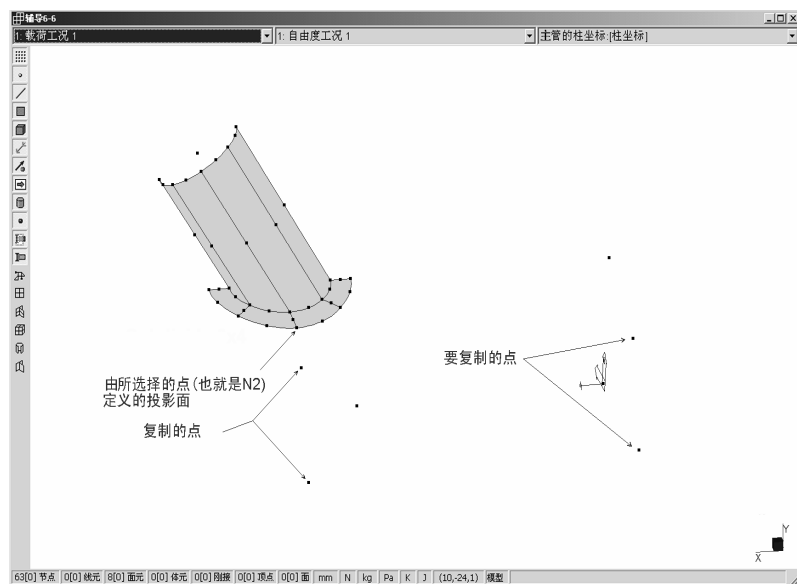 辅导6-6
1: 载荷工况 1
1: 自由度工况 1
主管的柱坐标:[柱坐标]
要复制的点
由所选择的点(也就是N2)
定义的投影面
复制的点
Y
X
63[0] 节点 0[0] 线元 8[0] 面元 0[0] 体元 0[0] 刚接 0[0] 顶点 0[0] 面 mm N kg Pa K J (10,-24,1) 模型